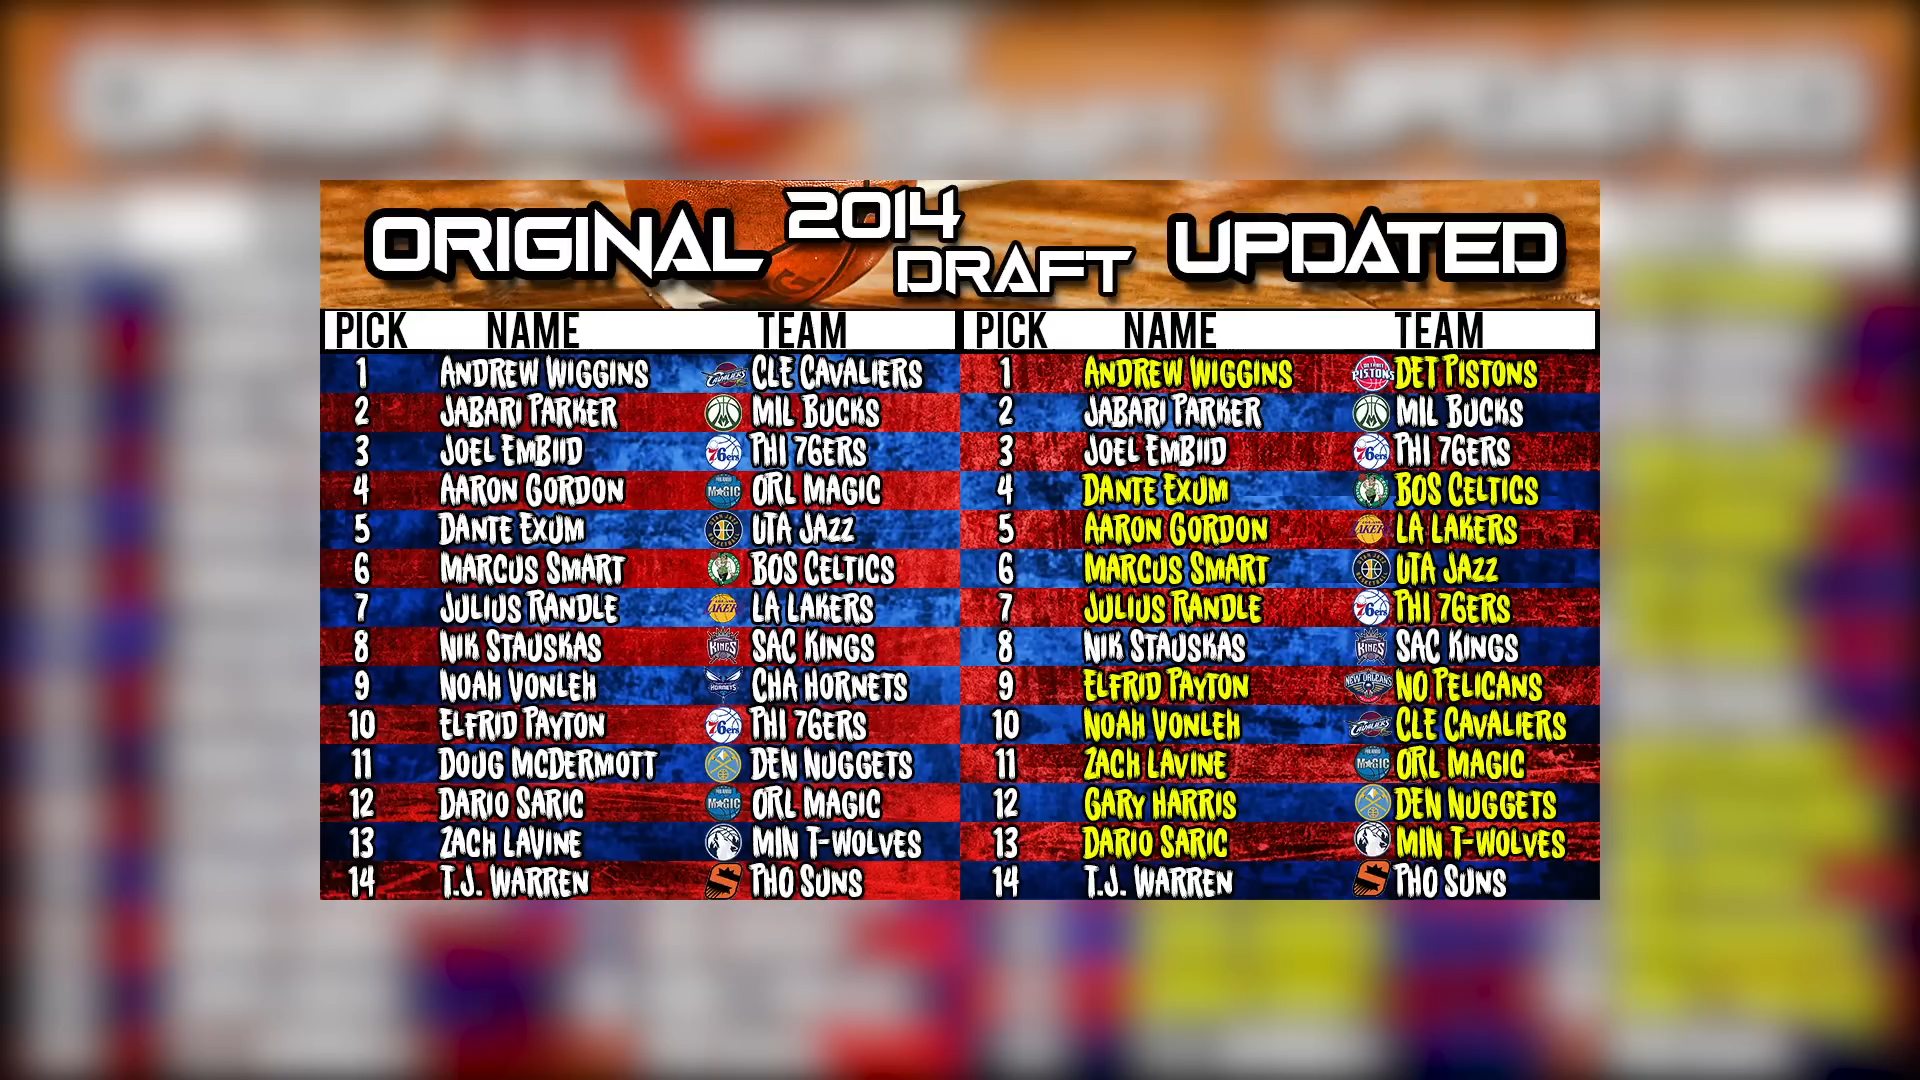 ORIGINAL 2014 DRAFT UPDATED
PICK NAME TEAM PICK NAME TEAM
1 ANDREW WIGGINS CLE CAVALIERS 1 ANDREW WIGGINS DET PISTONS
2 JABARI PARKER MIL BUCKS 2 JABARI PARKER MIL BUCKS
3 JOEL EMBIID PHI 76ERS 3 JOEL EMBIID PHI 76ERS
4 AARON GORDON ORL MAGIC 4 DANTE EXUM BOS CELTICS
5 DANTE EXUM UTA JAZZ 5 AARON GORDON LA LAKERS
6 MARCUS SMART BOS CELTICS 6 MARCUS SMART UTA JAZZ
7 JULIUS RANDLE LA LAKERS 7 JULIUS RANDLE PHI 76ERS
8 NIK STAUSKAS SAC KINGS 8 NIK STAUSKAS SAC KINGS
9 NOAH VONLEH CHA HORNETS 9 ELFRID PAYTON NO PELICANS
10 ELFRID PAYTON PHI 76ERS 10 NOAH VONLEH CLE CAVALIERS
11 DOUG MCDERMOTT DEN NUGGETS 11 ZACH LAVINE ORL MAGIC
12 DARIO SARIC ORL MAGIC 12 GARY HARRIS DEN NUGGETS
13 ZACH LAVINE MIN T-WOLVES 13 DARIO SARIC MIN T-WOLVES
14 T.J. WARREN PHO SUNS 14 T.J. WARREN PHO SUNS